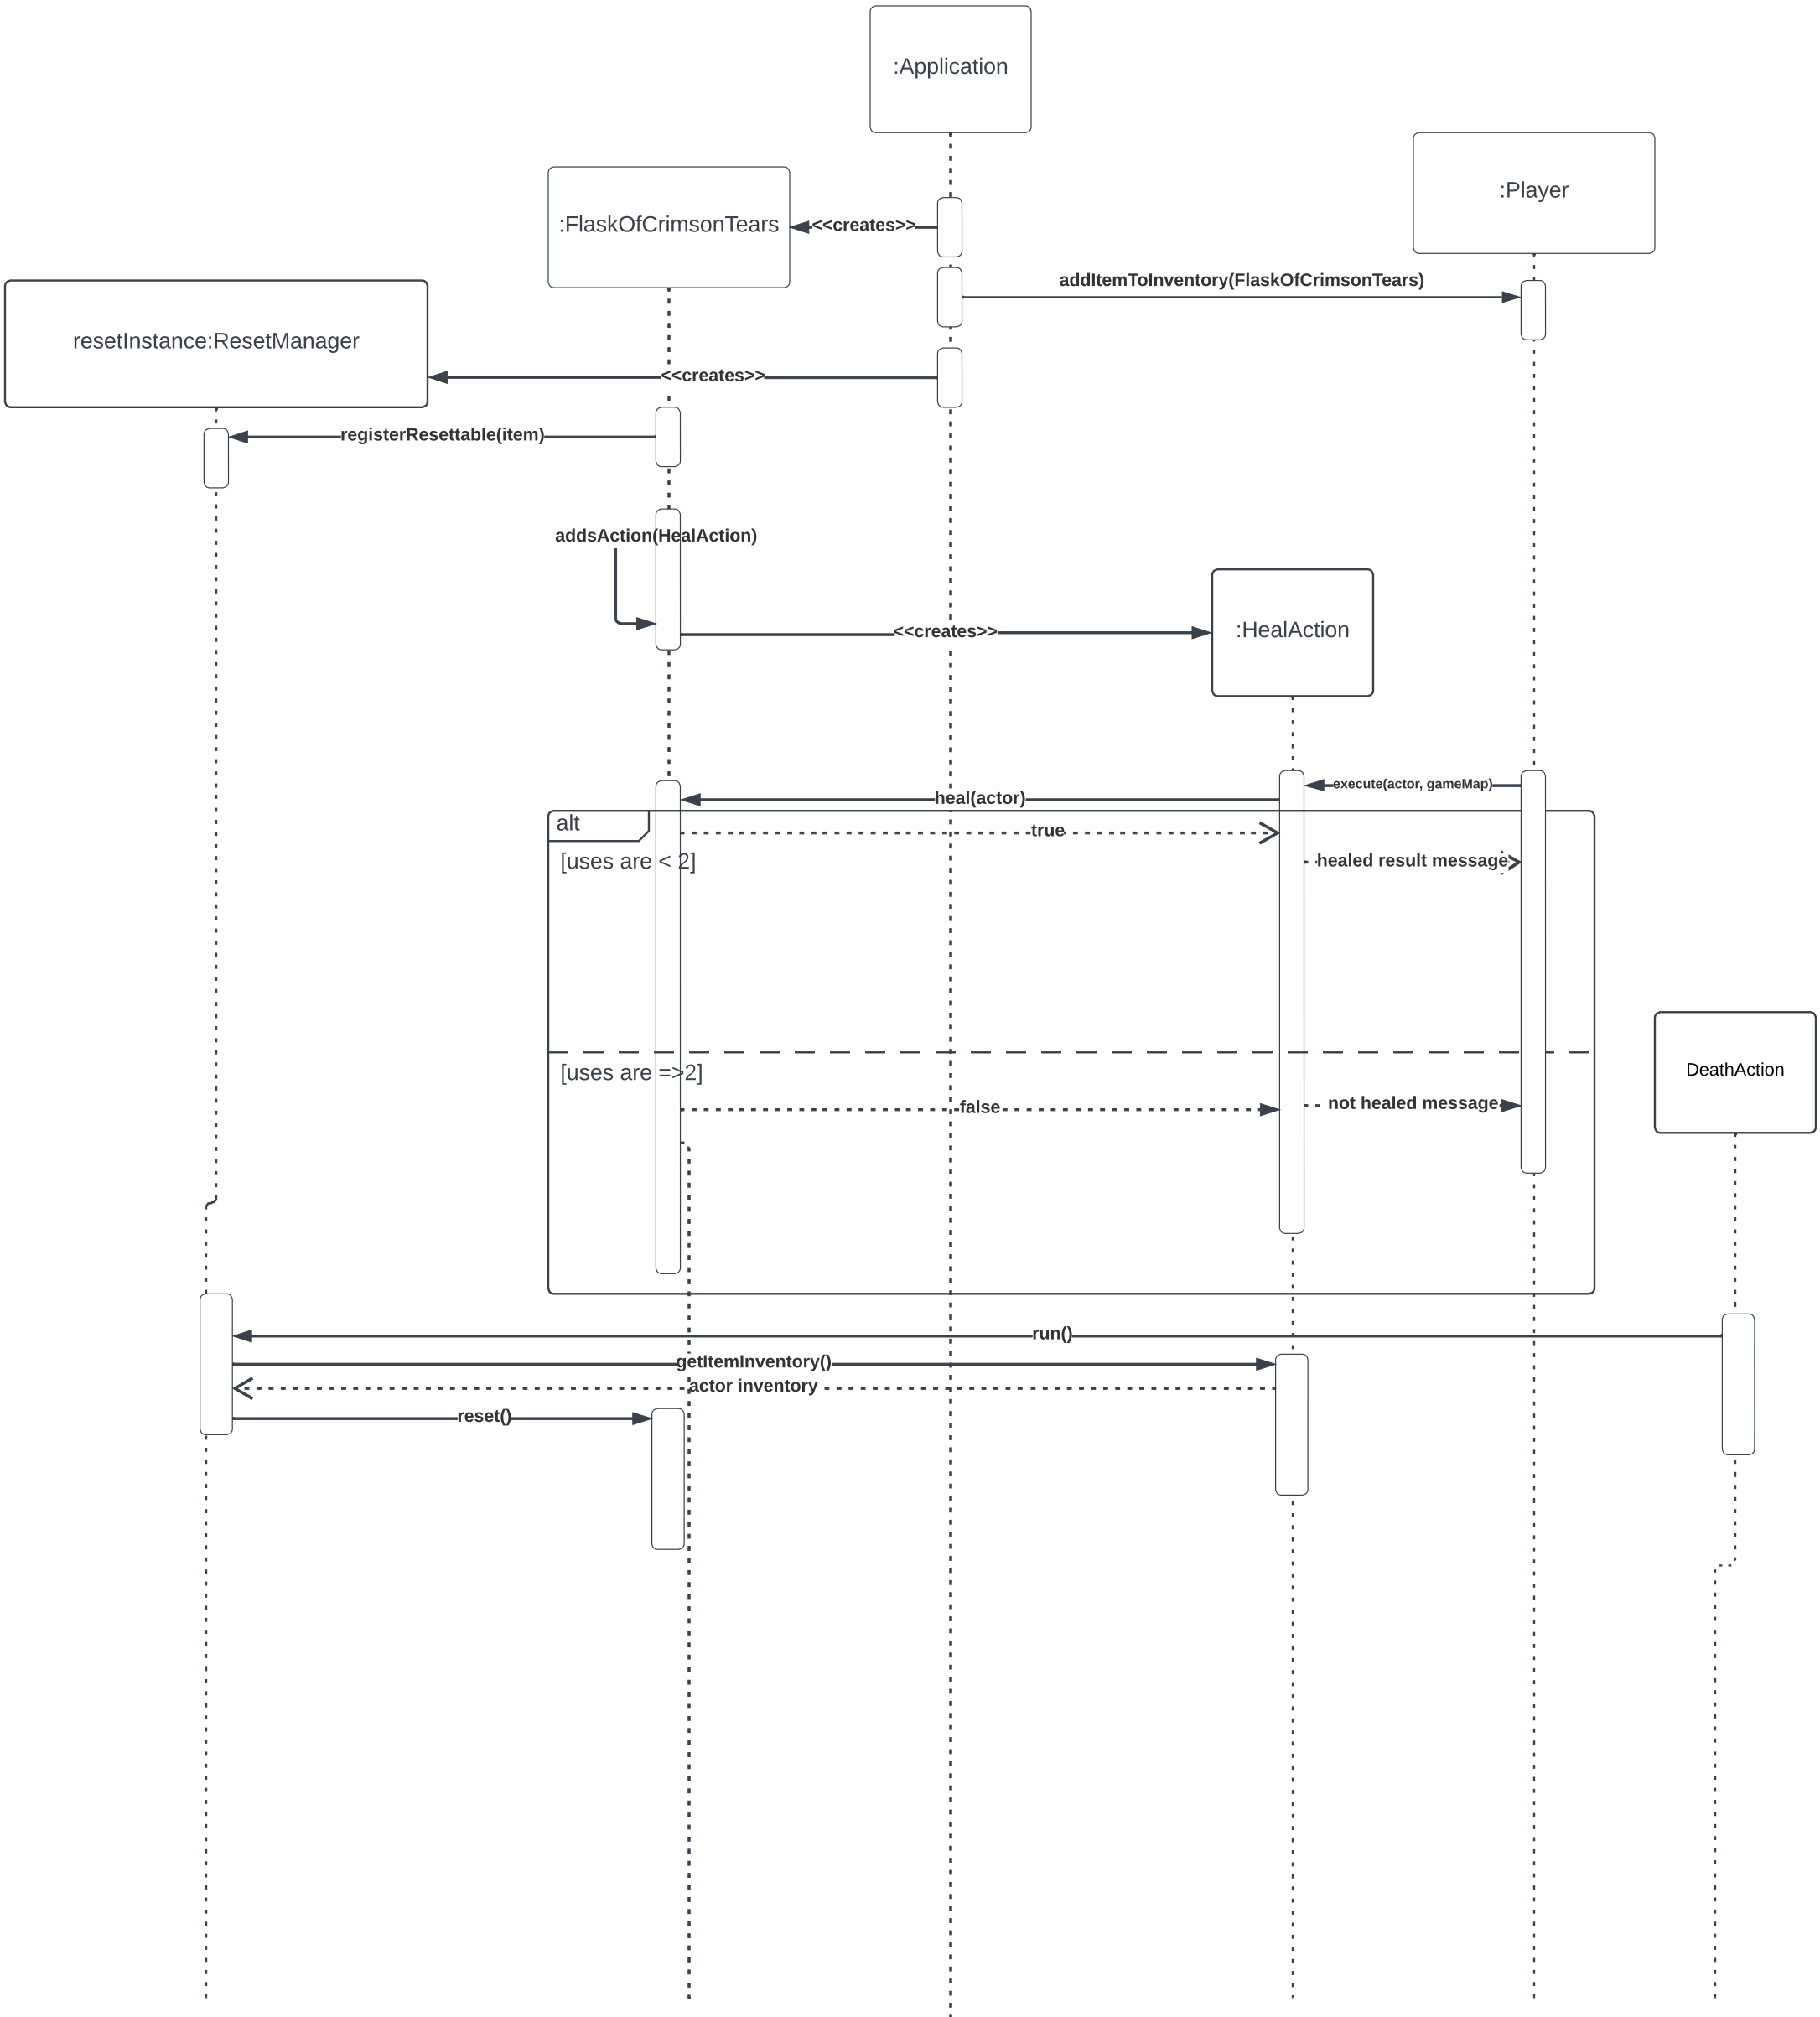 :Application
:Player
:FlaskOfCrimsonTears
<<creates>>
addItemToInventory(FlaskOfCrimsonTears)
resetInstance:ResetManager
<<creates>>
registerResettable(item)
addsAction(HealAction)
<<creates>>
:HealAction
execute(actor, gameMap)
heal(actor)
alt
true
[uses are < 2]
healed result message
DeathAction
[uses are =>2]
false
not healed message
run()
getItemInventory()
actor inventory
reset()